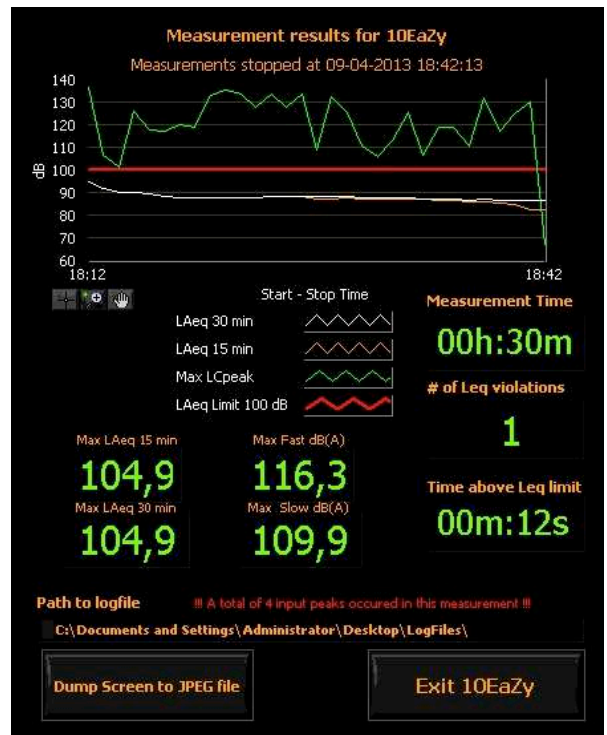 Measurement results for 10EaZy
Measurements stopped at 09-04-2013 18:42:13
140
130
120
110
100
90
80
70
60
dB
18:12
18:42
Start - Stop Time
LAeq 30 min
LAeq 15 min
Max LCpeak
LAeq Limit 100 dB
Measurement Time
00h:30m
# of Leq violations
1
Time above Leq limit
00m:12s
Max LAeq 15 min
104,9
Max Fast dB(A)
116,3
Max LAeq 30 min
104,9
Max Slow dB(A)
109,9
Path to logfile
!!! A total of 4 input peaks occured in this measurement !!!
C:\Documents and Settings\Administrator\Desktop\LogFiles\
Dump Screen to JPEG file
Exit 10EaZy